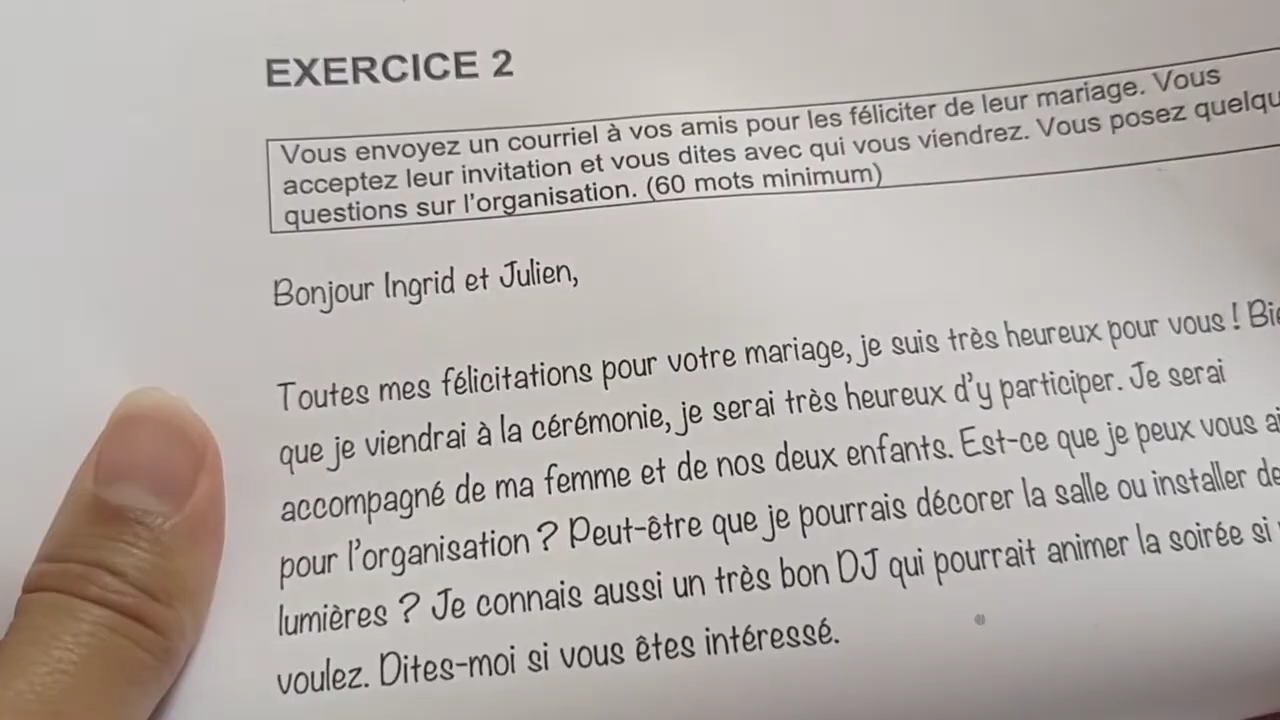 EXERCICE 2
Vous envoyez un courriel à vos amis pour les féliciter de leur mariage. Vous
acceptez leur invitation et vous dites avec qui vous viendrez. Vous posez
questions sur l'organisation. (60 mots minimum)
Bonjour Ingrid et Julien,
Toutes mes félicitations pour votre mariage, je suis très heureux pour vous !
que je viendrai à la cérémonie, je serai très heureux d'y participer. Je serai
accompagné de ma femme et de nos deux enfants. Est-ce que je peux vous
pour l'organisation ? Peut-être que je pourrais décorer la salle ou installer
lumières ? Je connais aussi un très bon DJ qui pourrait animer la soirée si
voulez. Dites-moi si vous êtes intéressé.